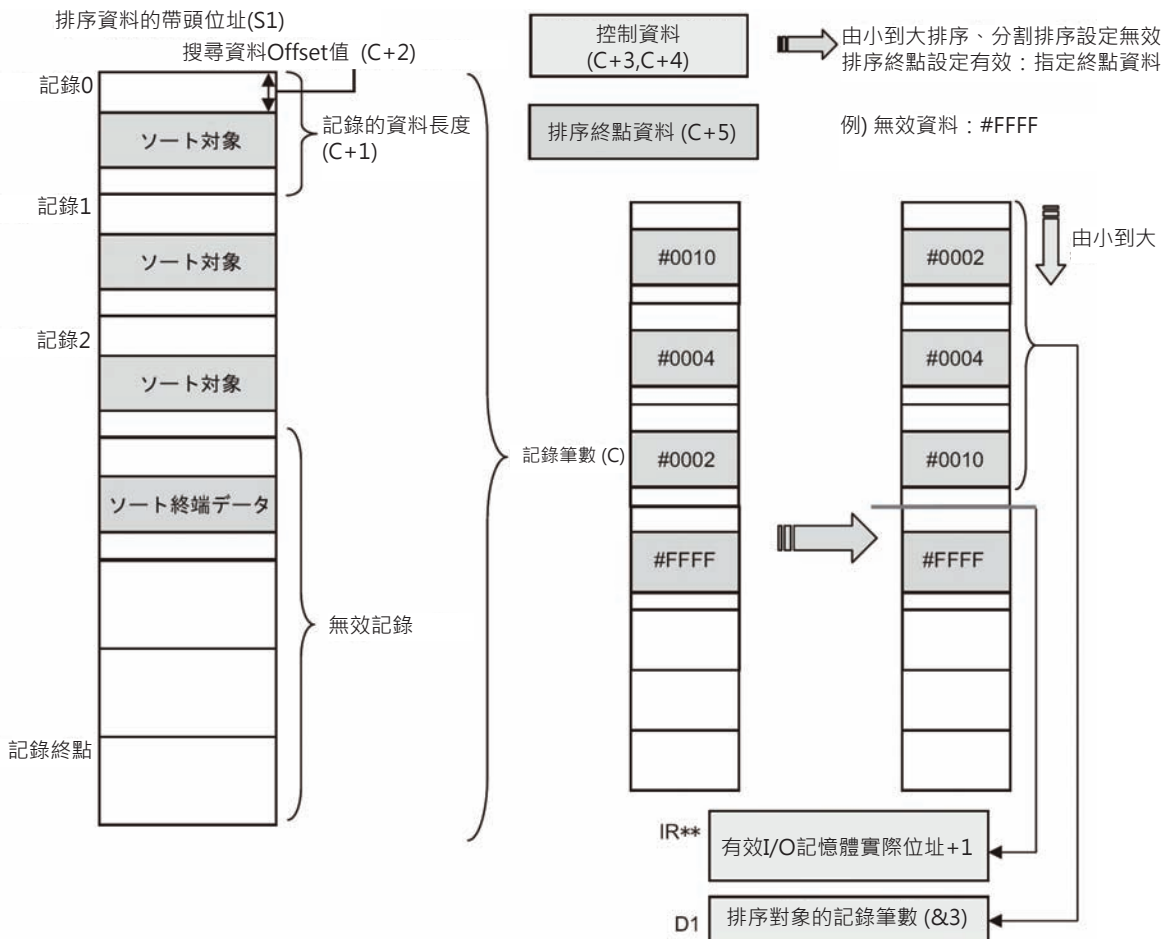 排序資料的帶頭位址(S1)
搜尋資料Offset值 (C+2)
記錄0
ソート対象
記錄的資料長度
(C+1)
記錄1
ソート対象
記錄2
ソート対象
ソート終端データ
無效記錄
記錄終點
記錄筆數 (C)
控制資料
(C+3,C+4)
由小到大排序、分割排序設定無效
排序終點設定有效：指定終點資料
排序終點資料 (C+5)
例) 無效資料：#FFFF
#0010
#0004
#0002
#FFFF
#0002
#0004
#0010
#FFFF
由小到大
IR**
有效I/O記憶體實際位址+1
D1
排序對象的記錄筆數 (&3)